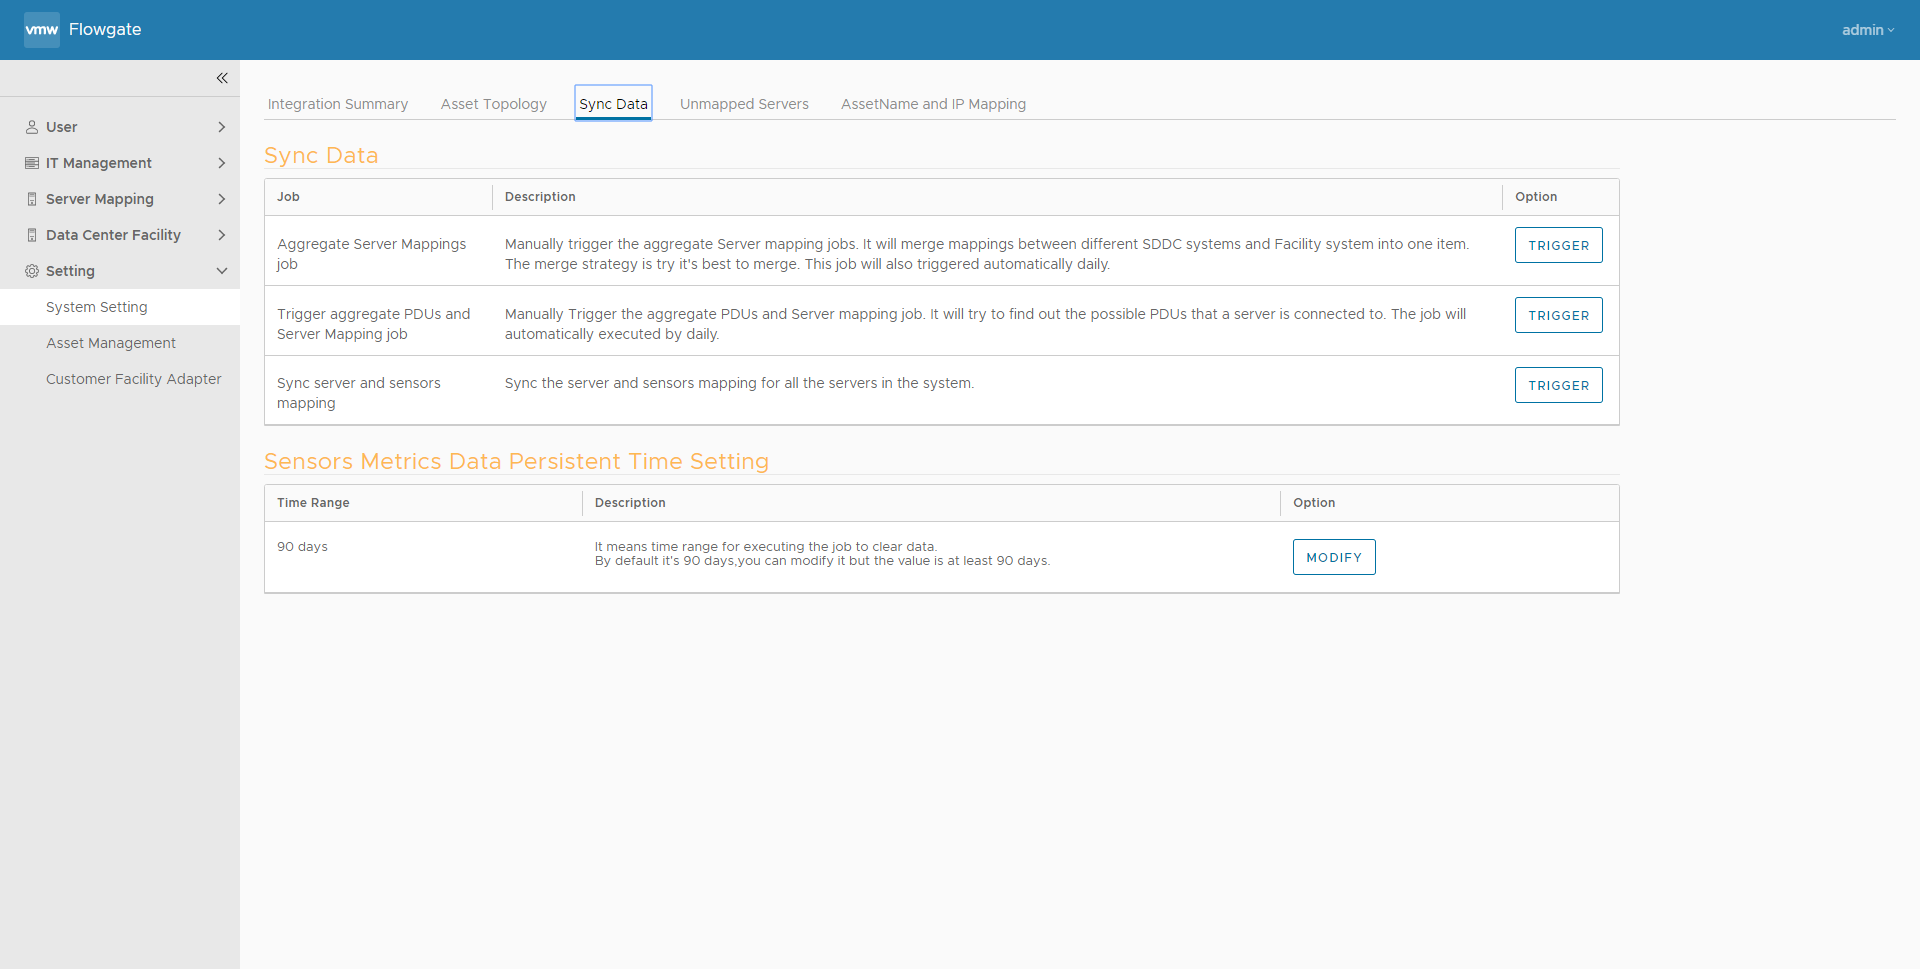 vmw Flowgate
admin
User
IT Management
Server Mapping
Data Center Facility
Setting
System Setting
Asset Management
Customer Facility Adapter
Integration Summary Asset Topology Sync Data Unmapped Servers AssetName and IP Mapping
Sync Data
Job Description Option
Aggregate Server Mappings
job
Manually trigger the aggregate Server mapping jobs. It will merge mappings between different SDDC systems and Facility system into one item.
The merge strategy is try it's best to merge. This job will also triggered automatically daily.
TRIGGER
Trigger aggregate PDUs and
Server Mapping job
Manually Trigger the aggregate PDUs and Server mapping job. It will try to find out the possible PDUs that a server is connected to. The job will
automatically executed by daily.
TRIGGER
Sync server and sensors
mapping
Sync the server and sensors mapping for all the servers in the system.
TRIGGER
Sensors Metrics Data Persistent Time Setting
Time Range Description Option
90 days
It means time range for executing the job to clear data.
By default it's 90 days,you can modify it but the value is at least 90 days.
MODIFY